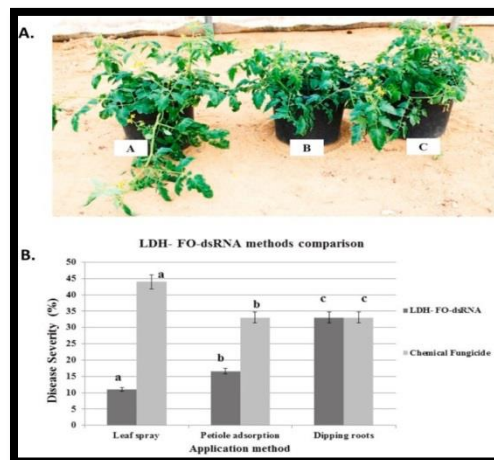 A.
A
B
C
B.
LDH- FO-dsRNA methods comparison
Disease Severity (%)
50
45
40
35
30
25
20
15
10
5
0
a
a
b
b
c
c
Leaf spray
Petiole adsorption
Dipping roots
Application method
LDH- FO-dsRNA
Chemical Fungicide